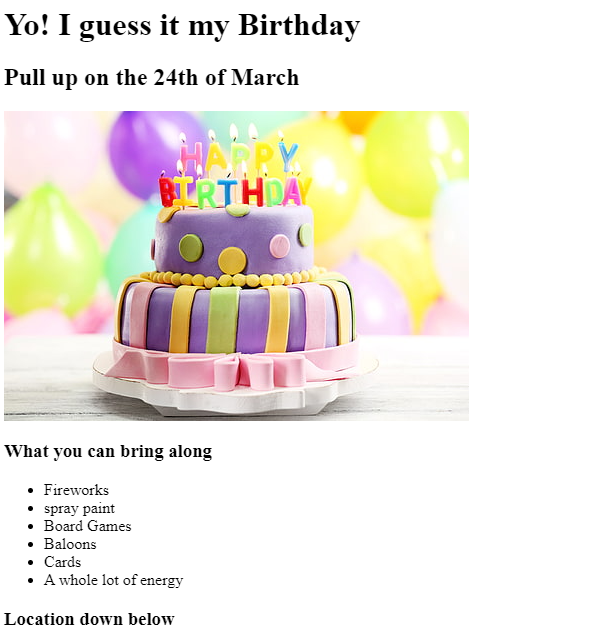 Yo! I guess it my Birthday
Pull up on the 24th of March
HAPPY
BIRTHDAY
What you can bring along
Fireworks
spray paint
Board Games
Baloons
Cards
A whole lot of energy
Location down below